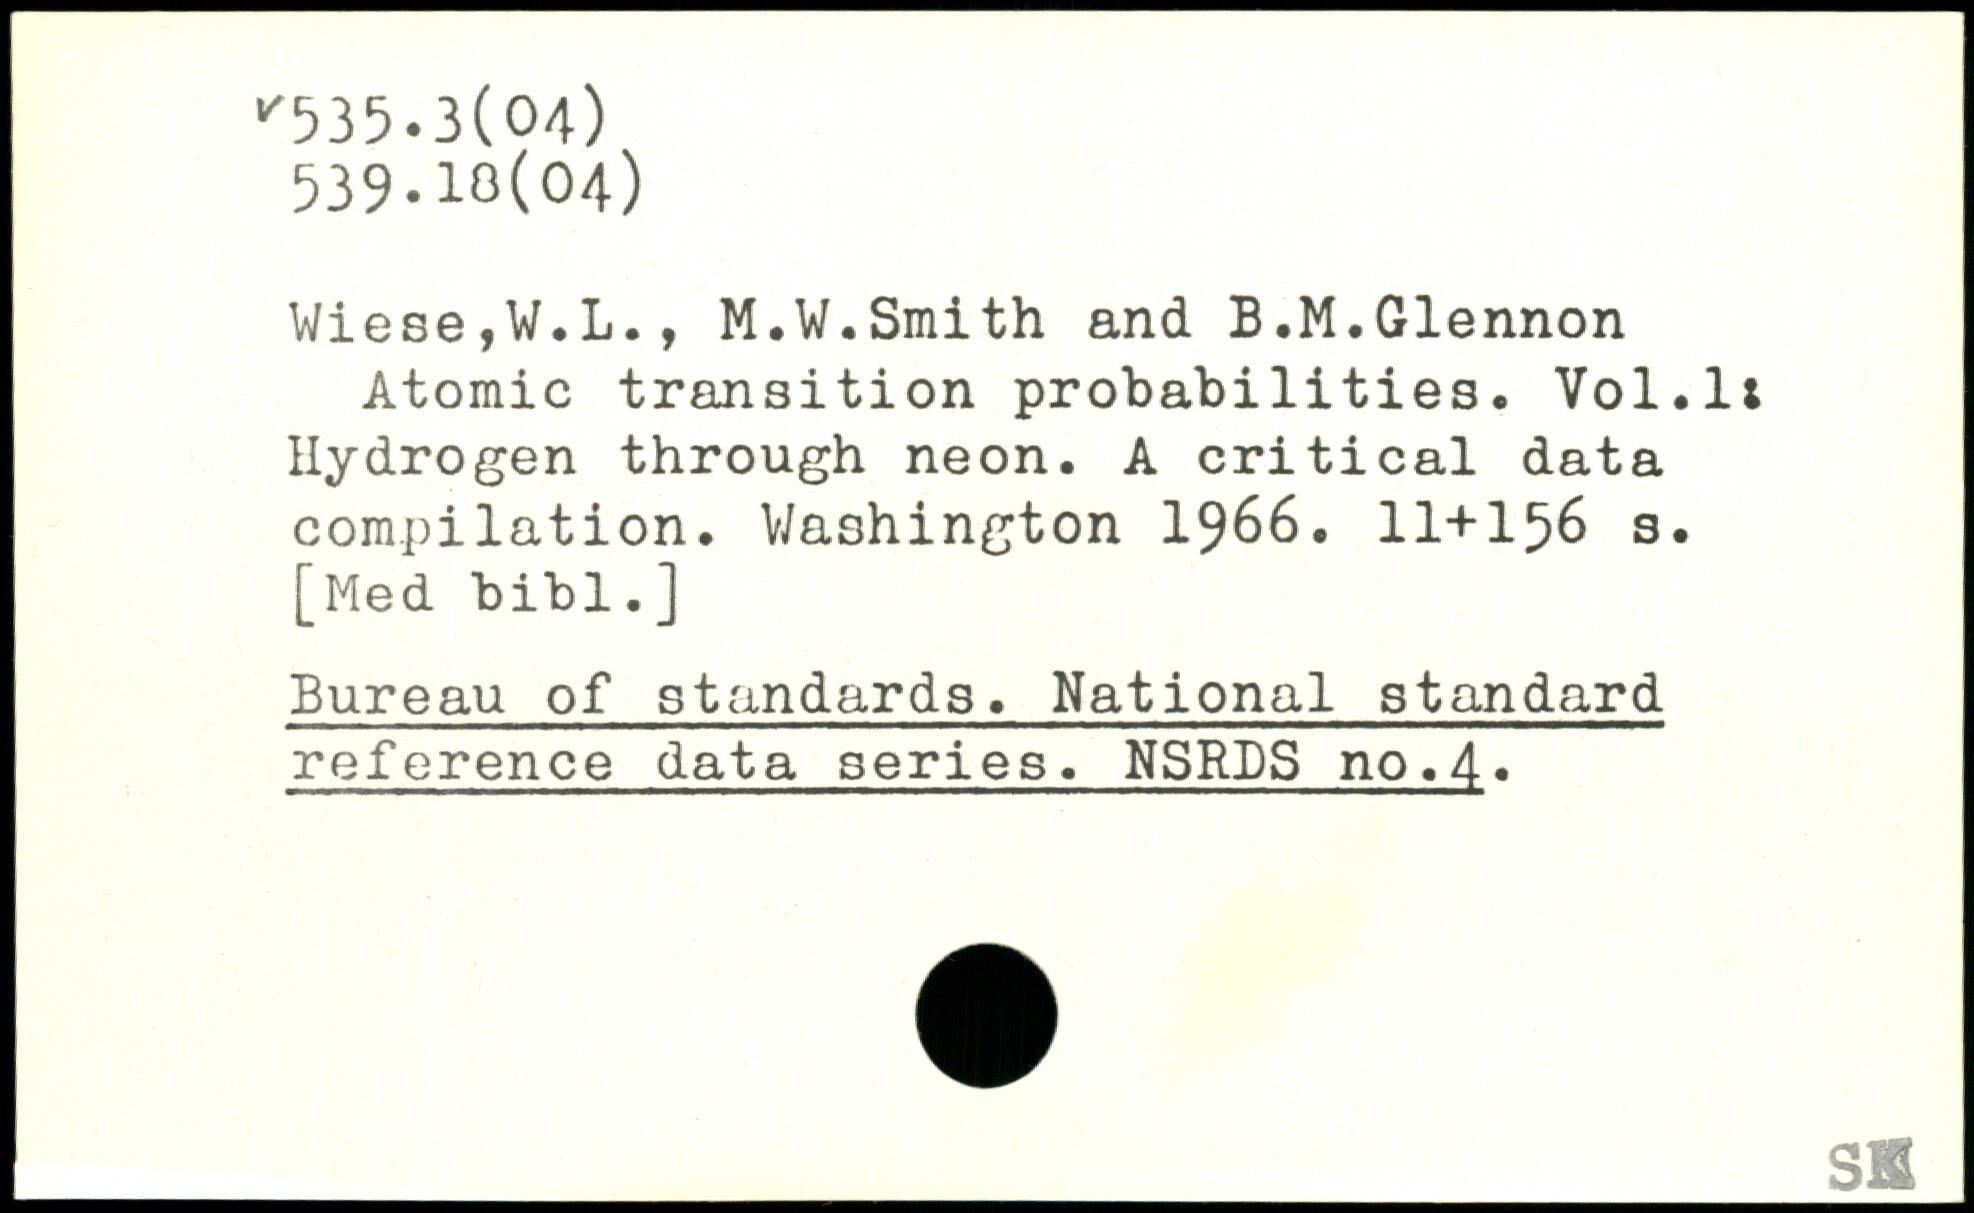 v535.3(04)
539.18(04)
Wiese,W.L., M.W.Smith and B.M.Glennon
Atomic transition probabilities. Vol.1:
Hydrogen through neon. A critical data
compilation. Washington 1966. 11+156 s.
[Med bibl.]
Bureau of standards. National standard
reference data series. NSRDS no.4.
SK